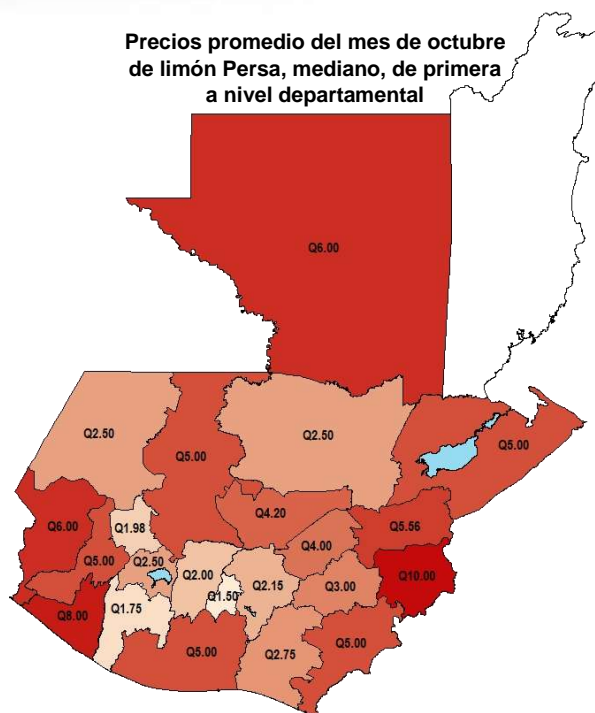 Precios promedio del mes de octubre
de limón Persa, mediano, de primera
a nivel departamental
Q6.00
Q2.50
Q2.50
Q5.00
Q5.00
Q4.20
Q6.00
Q1.98
Q5.56
Q4.00
Q5.00
Q2.50
Q2.00
Q2.15
Q3.00
Q10.00
Q1.50
Q8.00
Q1.75
Q5.00
Q2.75
Q5.00